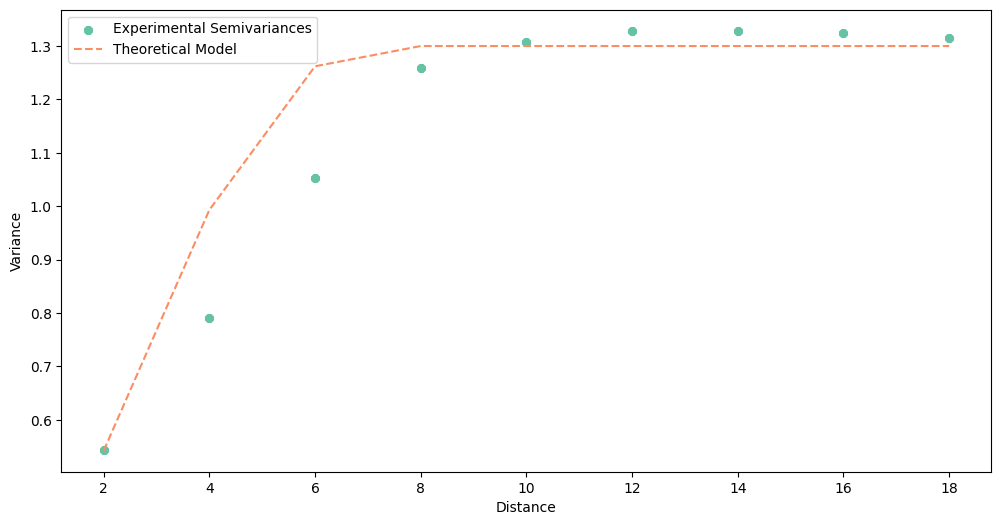 Experimental Semivariances
Theoretical Model
1.3
1.2
1.1
1.0
0.9
0.8
0.7
0.6
Variance
2 4 6 8 10 12 14 16 18
Distance